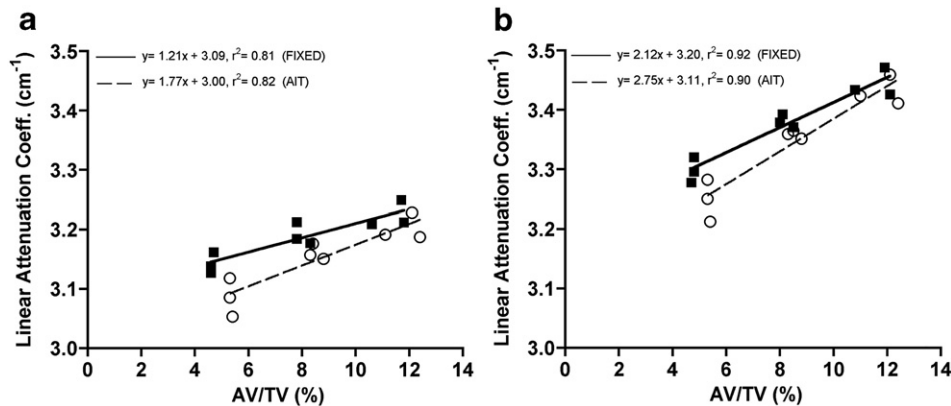 a
Linear Attenuation Coeff. (cm⁻¹)
3.5
3.4
3.3
3.2
3.1
3.0
y= 1.21x + 3.09, r²= 0.81 (FIXED)
y= 1.77x + 3.00, r²= 0.82 (AIT)
0 2 4 6 8 10 12 14
AV/TV (%)
b
Linear Attenuation Coeff. (cm⁻¹)
3.5
3.4
3.3
3.2
3.1
3.0
y= 2.12x + 3.20, r²= 0.92 (FIXED)
y= 2.75x + 3.11, r²= 0.90 (AIT)
0 2 4 6 8 10 12 14
AV/TV (%)